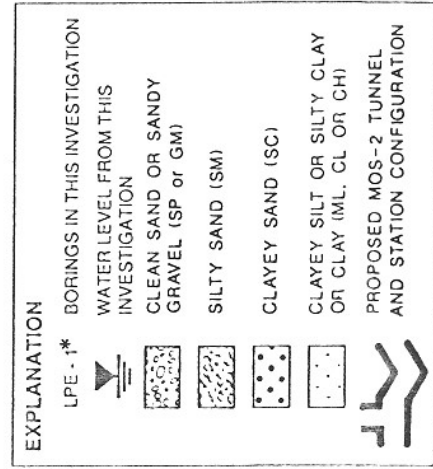 EXPLANATION
LPE - 1* BORINGS IN THIS INVESTIGATION
WATER LEVEL FROM THIS
INVESTIGATION
CLEAN SAND OR SANDY
GRAVEL (SP or GM)
SILTY SAND (SM)
CLAYEY SAND (SC)
CLAYEY SILT OR SILTY CLAY
OR CLAY (ML, CL OR CH)
PROPOSED MOS-2 TUNNEL
AND STATION CONFIGURATION